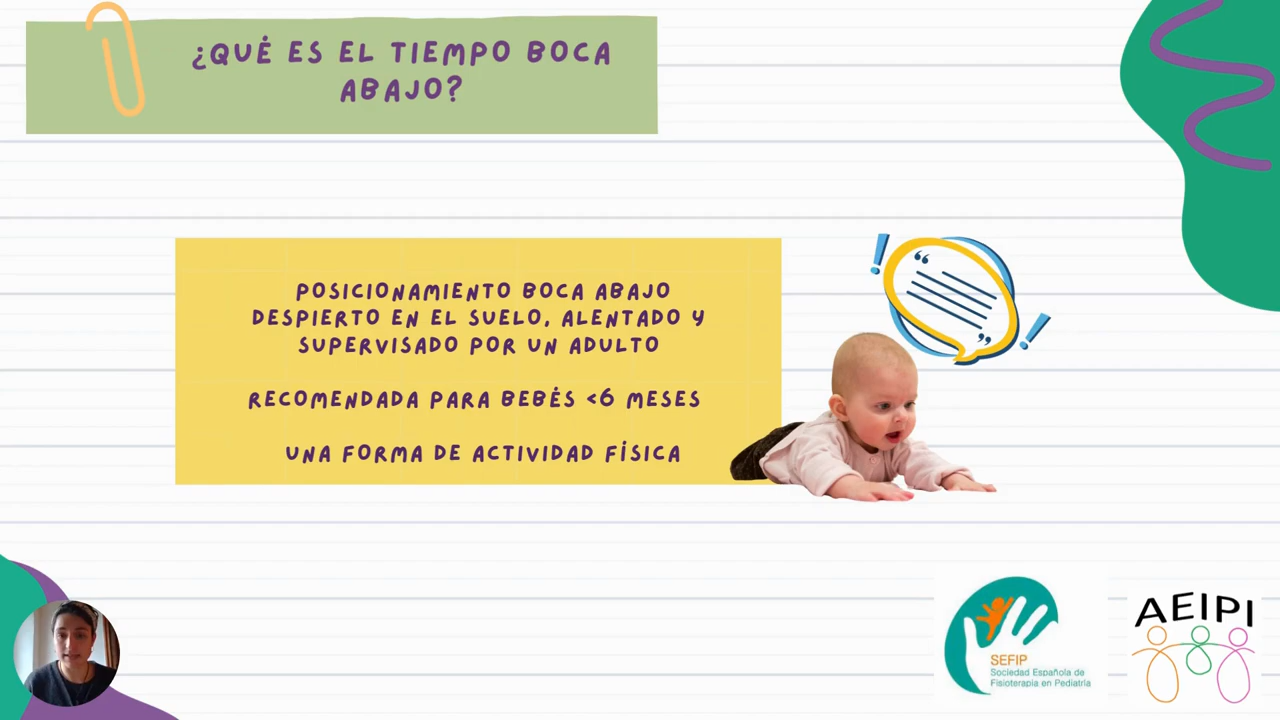 ¿QUÉ ES EL TIEMPO BOCA
ABAJO?
POSICIONAMIENTO BOCA ABAJO
DESPIERTO EN EL SUELO, ALENTADO Y
SUPERVISADO POR UN ADULTO
RECOMENDADA PARA BEBÉS <6 MESES
UNA FORMA DE ACTIVIDAD FÍSICA
SEFIP
Sociedad Española de
Fisioterapia en Pediatría
AEIPI